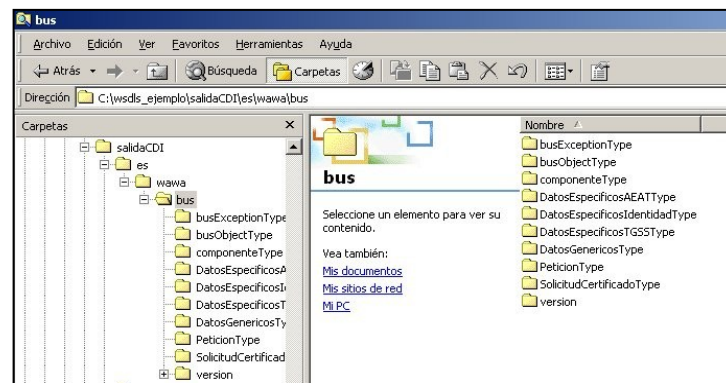 bus
Archivo Edición Ver Favoritos Herramientas Ayuda
Atrás Búsqueda Carpetas
Dirección C:\wsdls_ejemplo\salidaCDI\es\wawa\bus
Carpetas
salidaCDI
es
wawa
bus
busExceptionType
busObjectType
componenteType
DatosEspecificosA
DatosEspecificosI
DatosEspecificosT
DatosGenericosTy
PeticionType
SolicitudCertificad
version
bus
Seleccione un elemento para ver su
contenido.
Vea también:
Mis documentos
Mis sitios de red
Mi PC
Nombre
busExceptionType
busObjectType
componenteType
DatosEspecificosAEATType
DatosEspecificosIdentidadType
DatosEspecificosTGSSType
DatosGenericosType
PeticionType
SolicitudCertificadoType
version